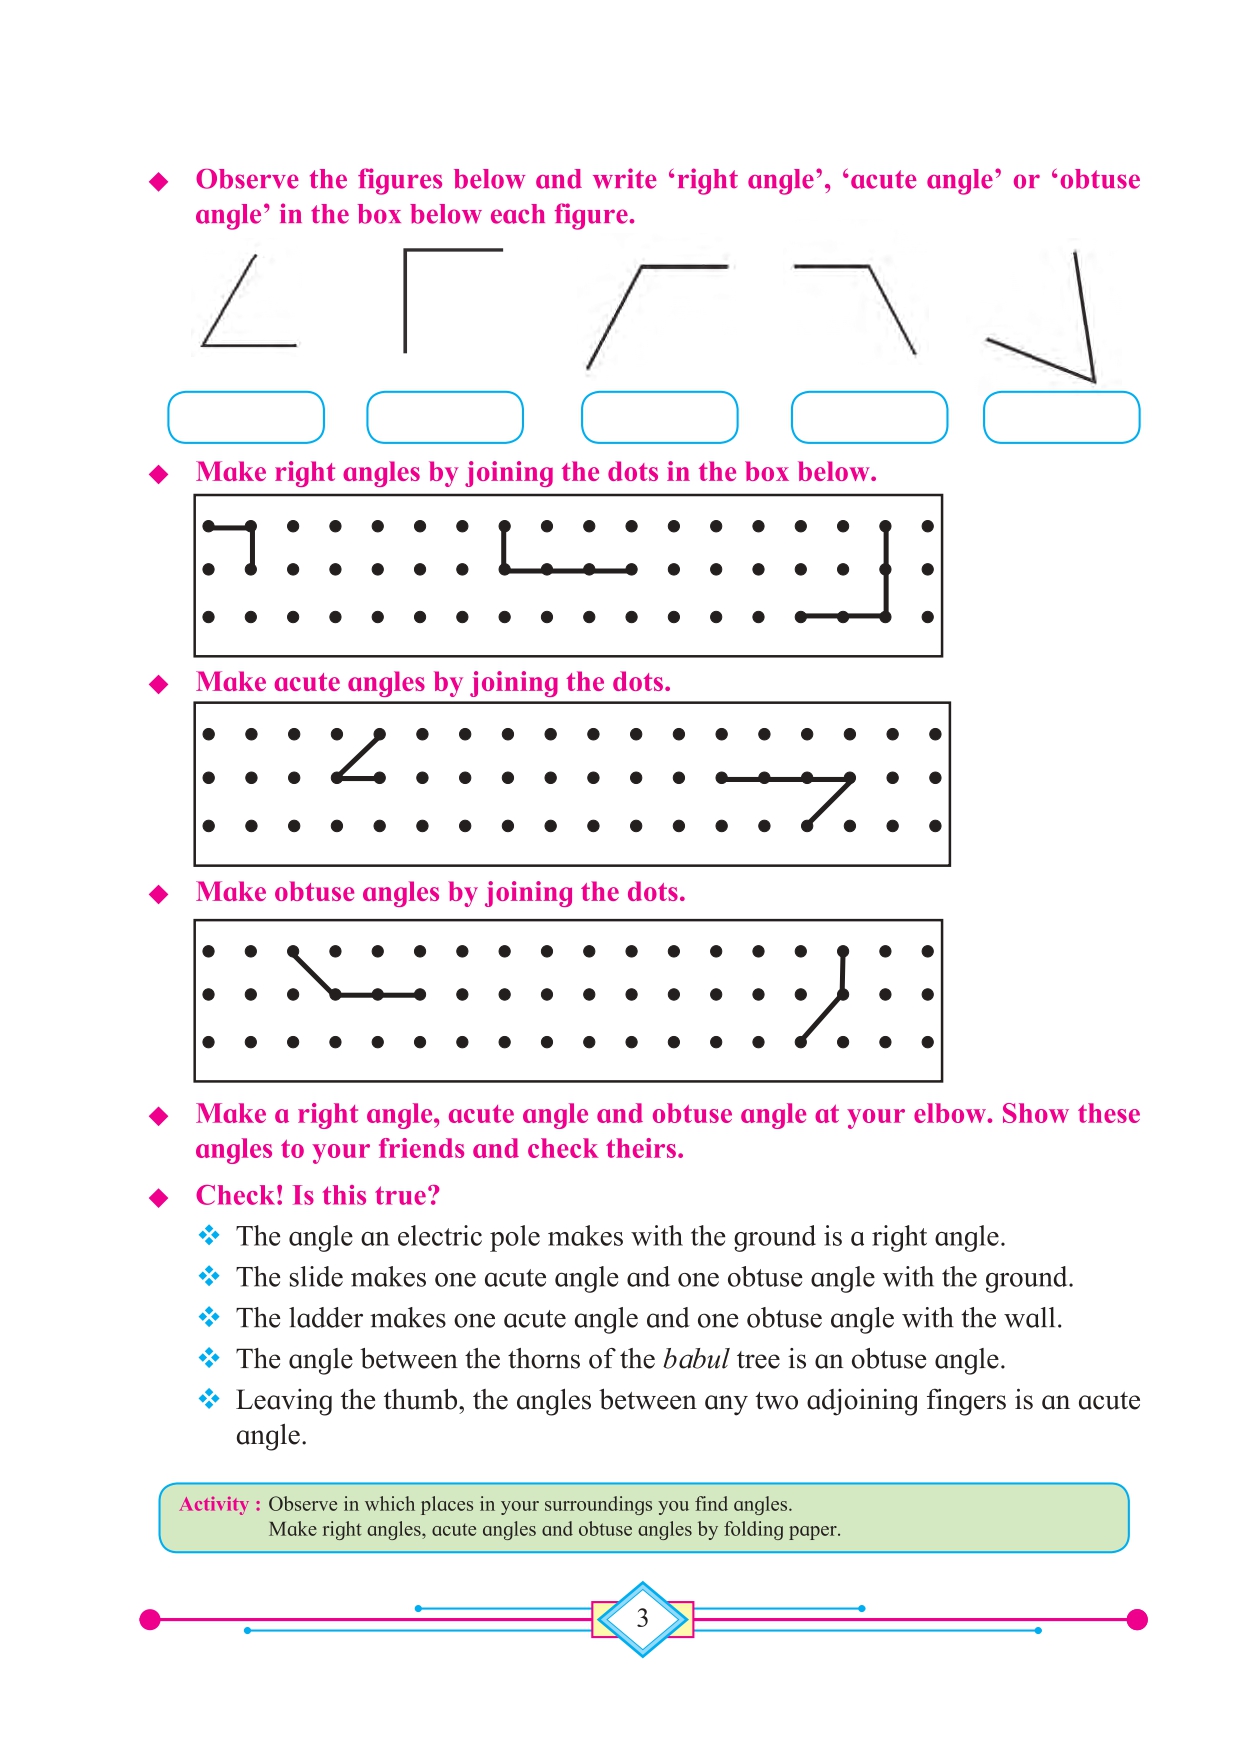 Observe the figures below and write ‘right angle’, ‘acute angle’ or ‘obtuse
angle’ in the box below each figure.
Make right angles by joining the dots in the box below.
Make acute angles by joining the dots.
Make obtuse angles by joining the dots.
Make a right angle, acute angle and obtuse angle at your elbow. Show these
angles to your friends and check theirs.
Check! Is this true?
The angle an electric pole makes with the ground is a right angle.
The slide makes one acute angle and one obtuse angle with the ground.
The ladder makes one acute angle and one obtuse angle with the wall.
The angle between the thorns of the babul tree is an obtuse angle.
Leaving the thumb, the angles between any two adjoining fingers is an acute
angle.
Activity : Observe in which places in your surroundings you find angles.
Make right angles, acute angles and obtuse angles by folding paper.
3